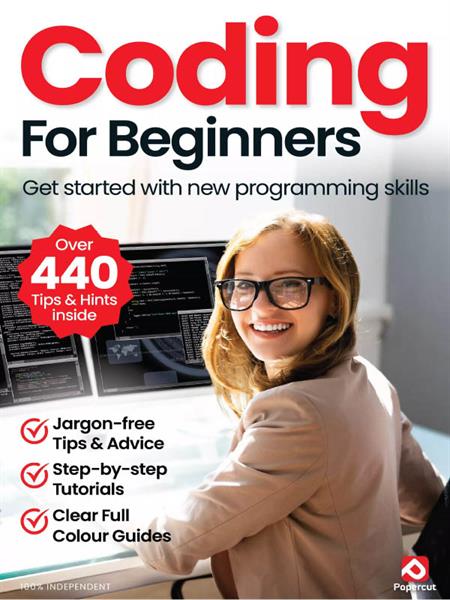 Coding
For Beginners
Get started with new programming skills
Over
440
Tips & Hints
inside
Jargon-free
Tips & Advice
Step-by-step
Tutorials
Clear Full
Colour Guides
100% INDEPENDENT
Papercut